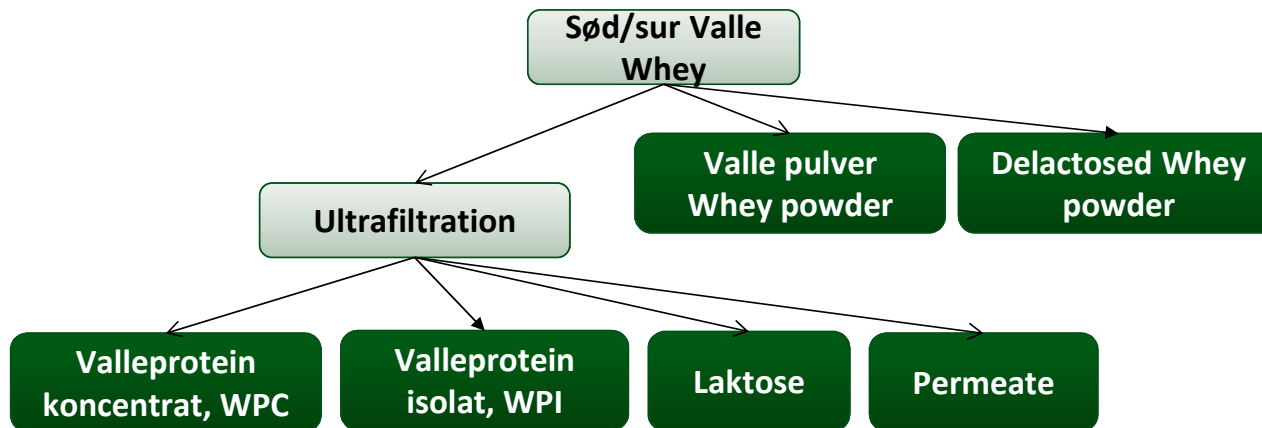 Sød/sur Valle
Whey
Valle pulver
Whey powder
Delactosed Whey
powder
Ultrafiltration
Valleprotein
koncentrat, WPC
Valleprotein
isolat, WPI
Laktose
Permeate